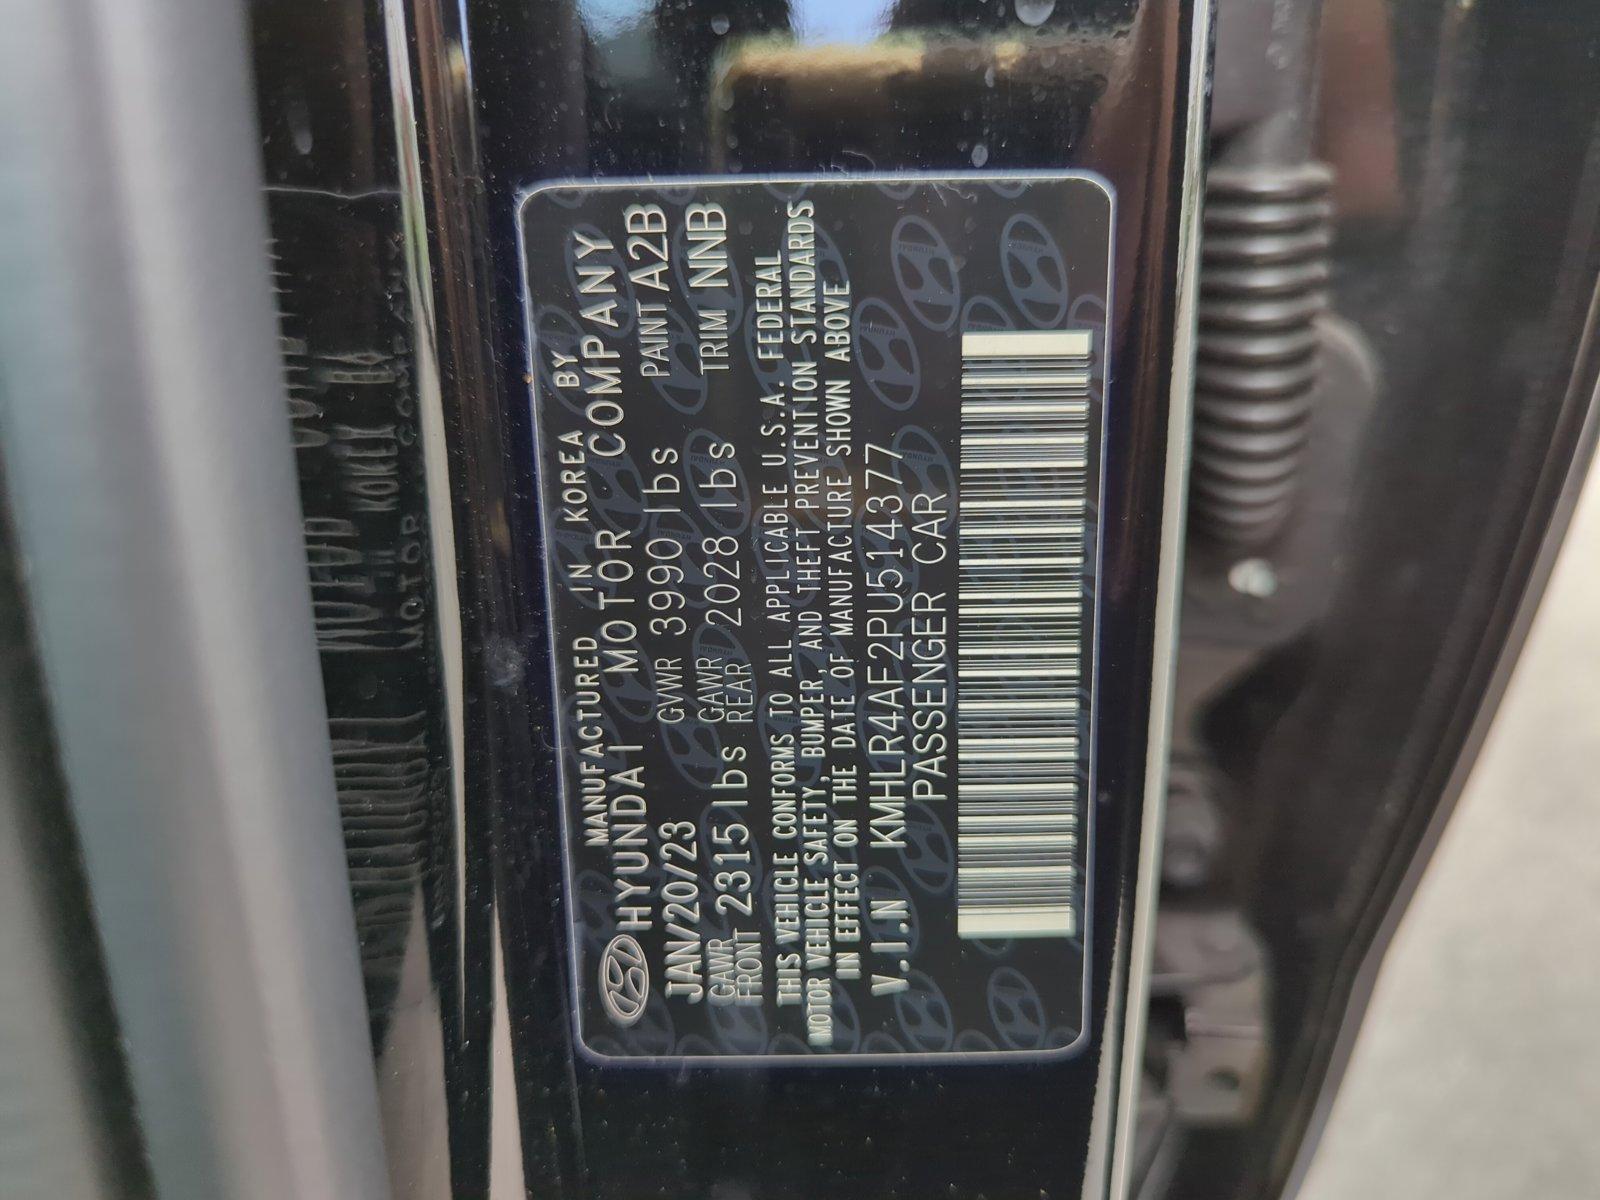 MANUFACTURED IN KOREA BY
HYUNDAI MOTOR COMPANY
JAN/20/23 GVWR 3990 lbs PAINT A2B
GAWR FRONT 2315 lbs GAWR REAR 2028 lbs TRIM NNB
THIS VEHICLE CONFORMS TO ALL APPLICABLE U.S.A. FEDERAL
MOTOR VEHICLE SAFETY, BUMPER, AND THEFT PREVENTION STANDARDS
IN EFFECT ON THE DATE OF MANUFACTURE SHOWN ABOVE
V.I.N KMHLR4AF2PU514377
PASSENGER CAR